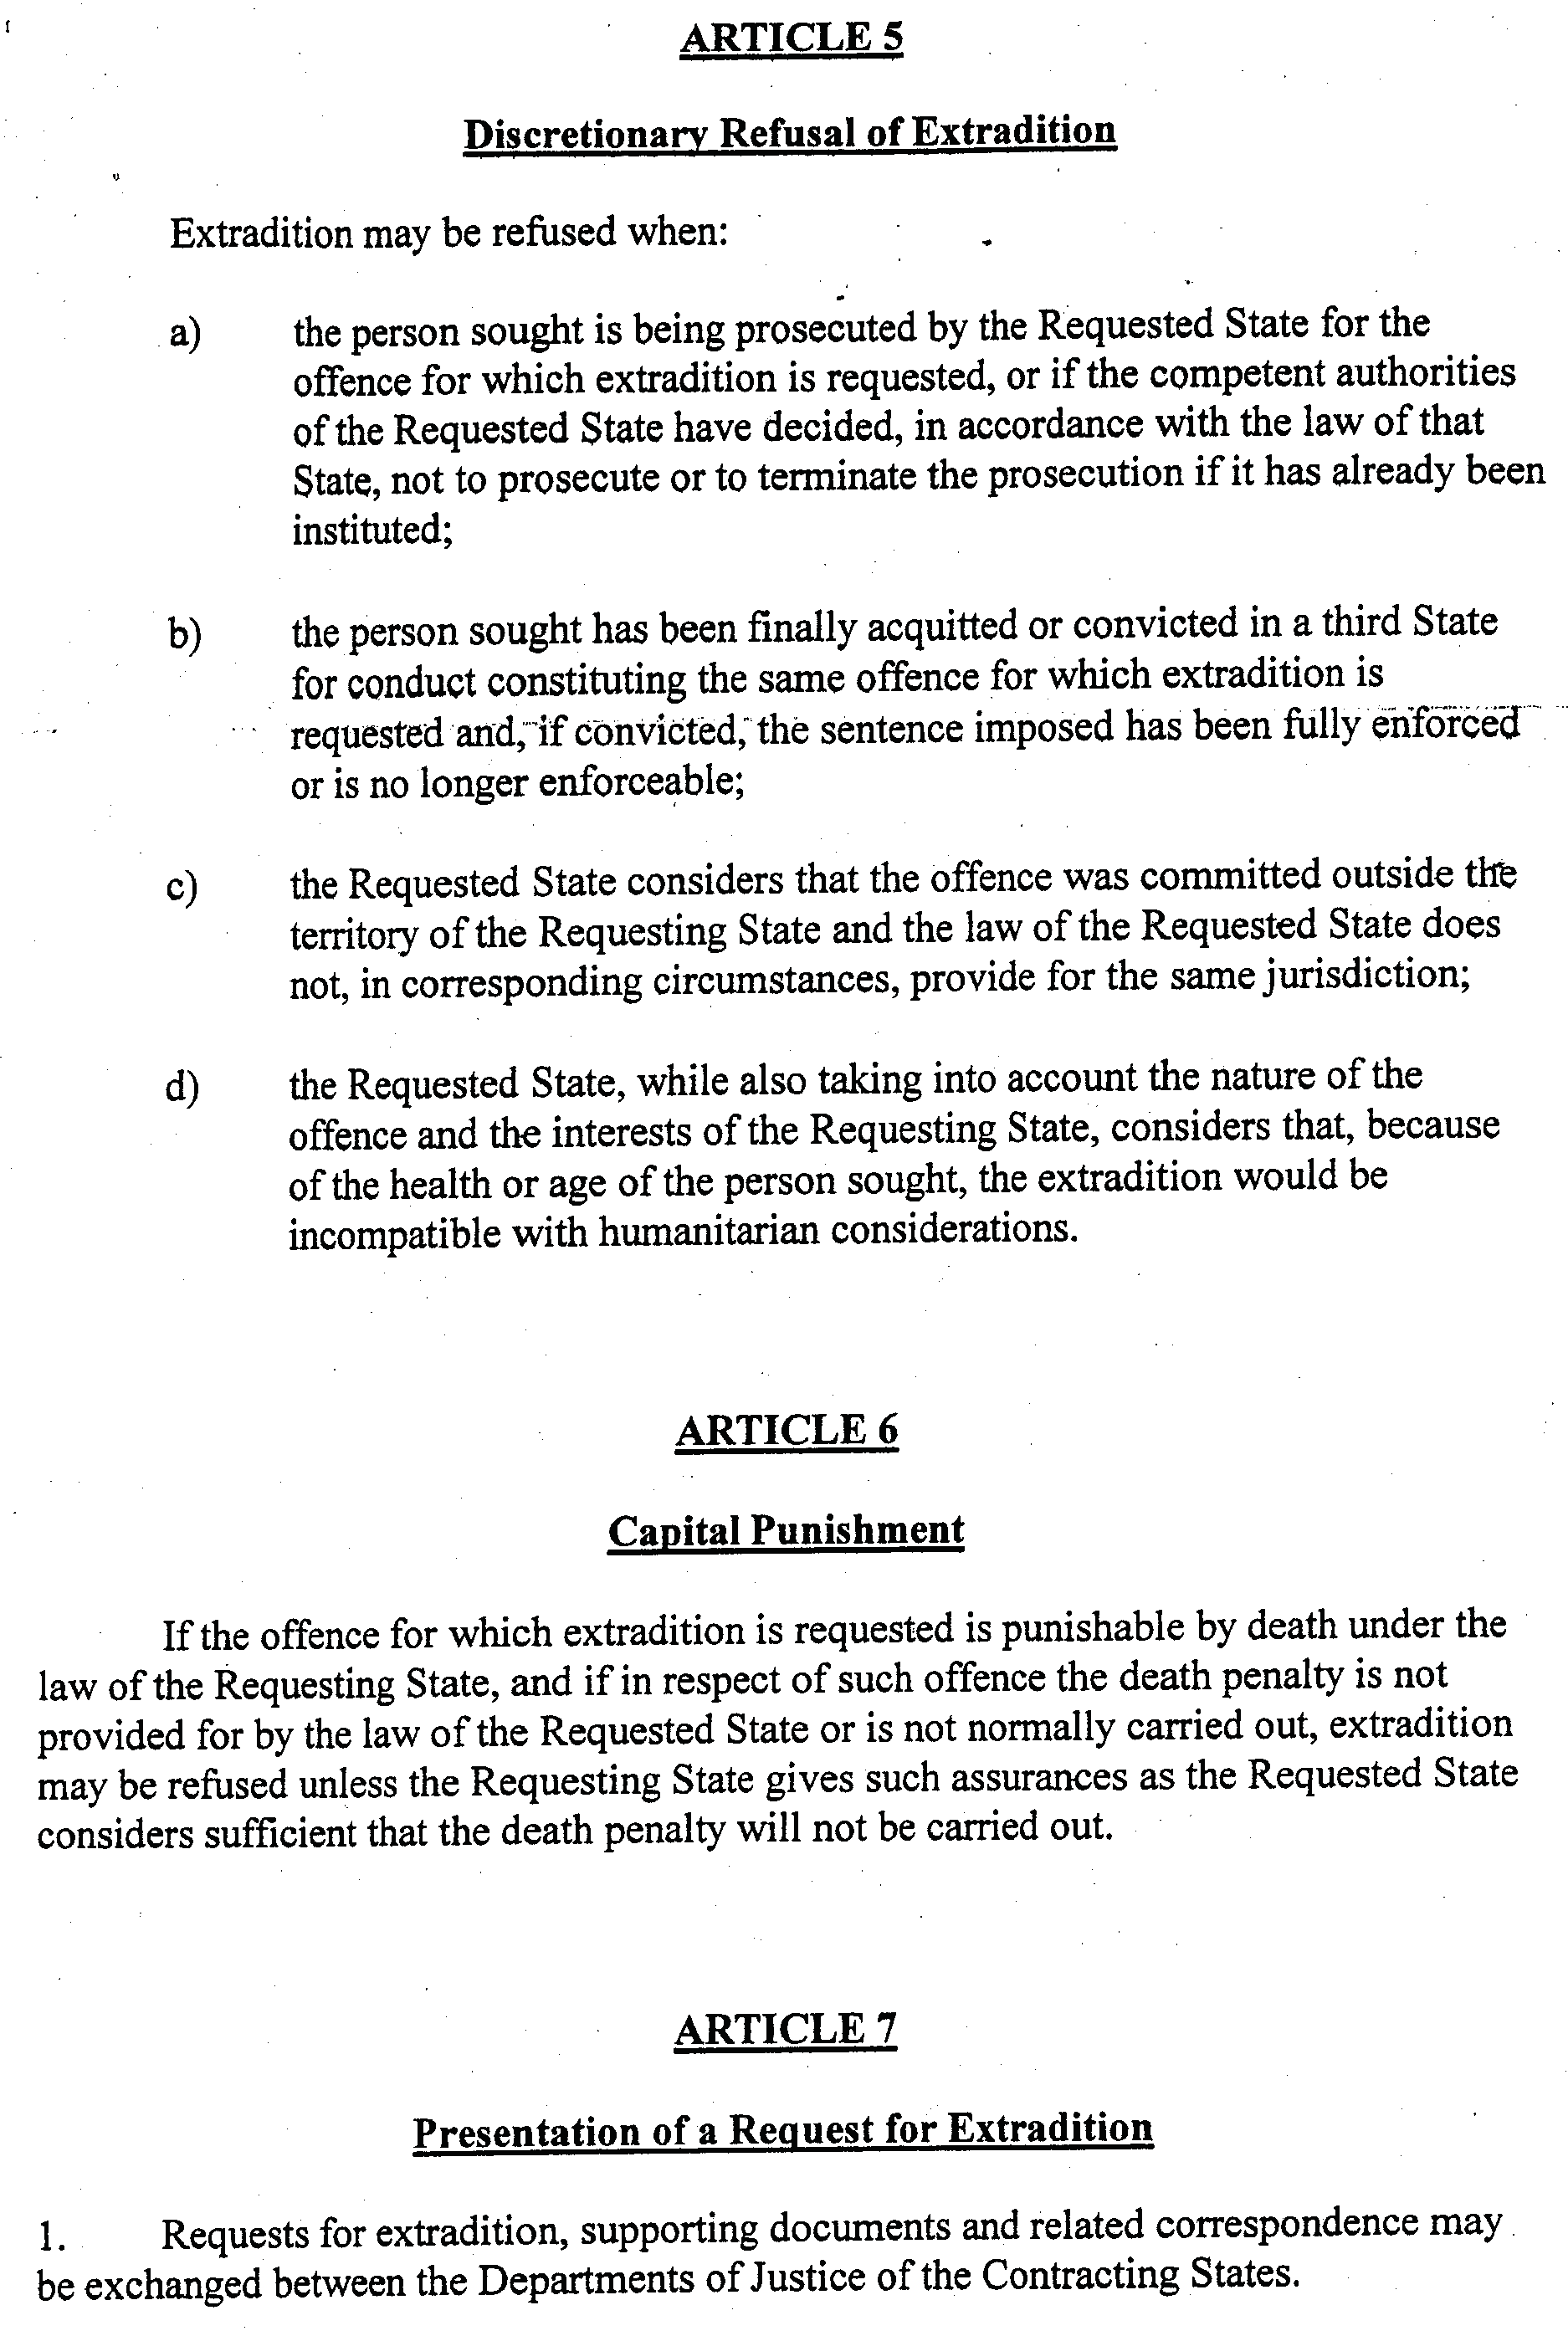 ARTICLE 5
Discretionary Refusal of Extradition
Extradition may be refused when:
a) the person sought is being prosecuted by the Requested State for the
offence for which extradition is requested, or if the competent authorities
of the Requested State have decided, in accordance with the law of that
State, not to prosecute or to terminate the prosecution if it has already been
instituted;
b) the person sought has been finally acquitted or convicted in a third State
for conduct constituting the same offence for which extradition is
requested and, if convicted, the sentence imposed has been fully enforced
or is no longer enforceable;
c) the Requested State considers that the offence was committed outside the
territory of the Requesting State and the law of the Requested State does
not, in corresponding circumstances, provide for the same jurisdiction;
d) the Requested State, while also taking into account the nature of the
offence and the interests of the Requesting State, considers that, because
of the health or age of the person sought, the extradition would be
incompatible with humanitarian considerations.
ARTICLE 6
Capital Punishment
If the offence for which extradition is requested is punishable by death under the
law of the Requesting State, and if in respect of such offence the death penalty is not
provided for by the law of the Requested State or is not normally carried out, extradition
may be refused unless the Requesting State gives such assurances as the Requested State
considers sufficient that the death penalty will not be carried out.
ARTICLE 7
Presentation of a Request for Extradition
1. Requests for extradition, supporting documents and related correspondence may
be exchanged between the Departments of Justice of the Contracting States.